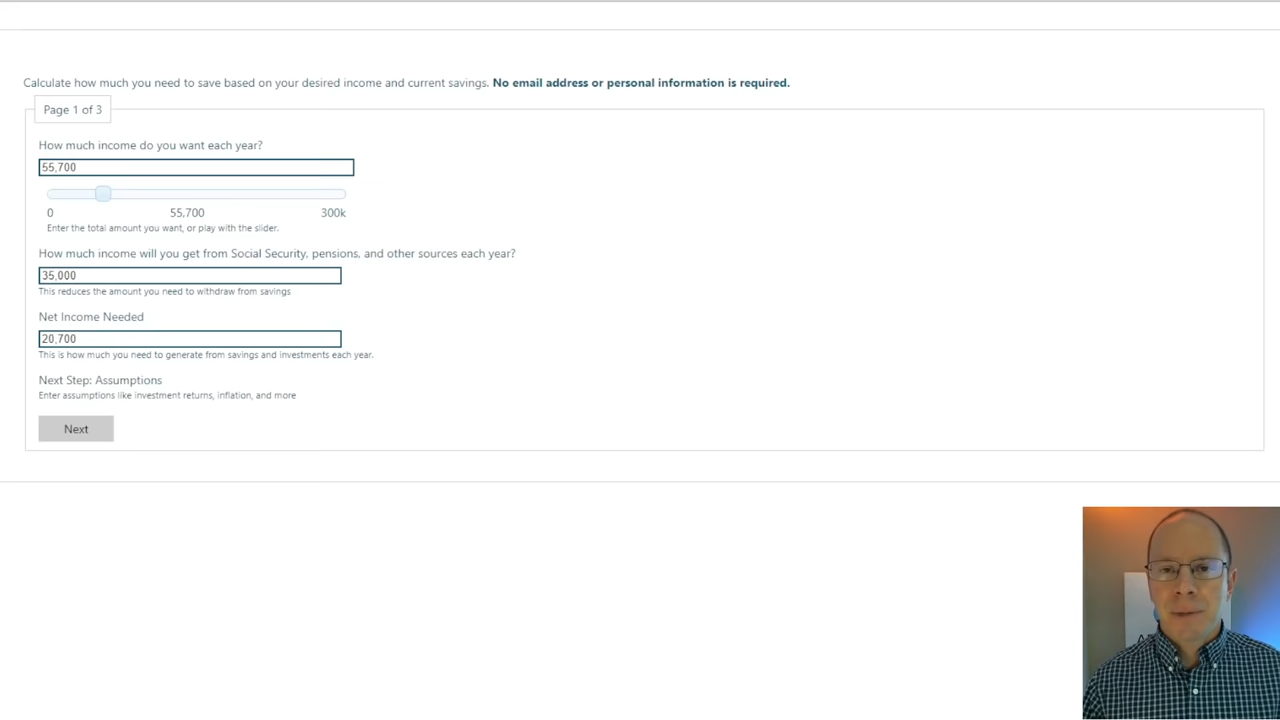 Calculate how much you need to save based on your desired income and current savings. No email address or personal information is required.
Page 1 of 3
How much income do you want each year?
55,700
0 55,700 300k
Enter the total amount you want, or play with the slider.
How much income will you get from Social Security, pensions, and other sources each year?
35,000
This reduces the amount you need to withdraw from savings
Net Income Needed
20,700
This is how much you need to generate from savings and investments each year.
Next Step: Assumptions
Enter assumptions like investment returns, inflation, and more
Next